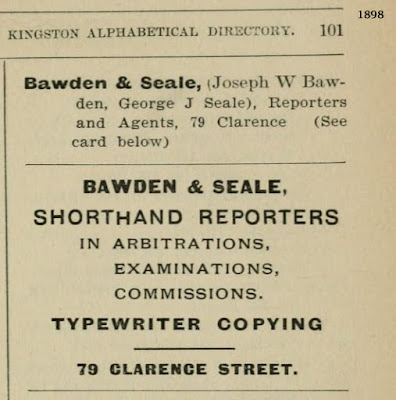 1898
KINGSTON ALPHABETICAL DIRECTORY. 101
Bawden & Seale, (Joseph W Baw-
den, George J Seale), Reporters
and Agents, 79 Clarence (See
card below)
BAWDEN & SEALE,
SHORTHAND REPORTERS
IN ARBITRATIONS,
EXAMINATIONS,
COMMISSIONS.
TYPEWRITER COPYING
79 CLARENCE STREET.